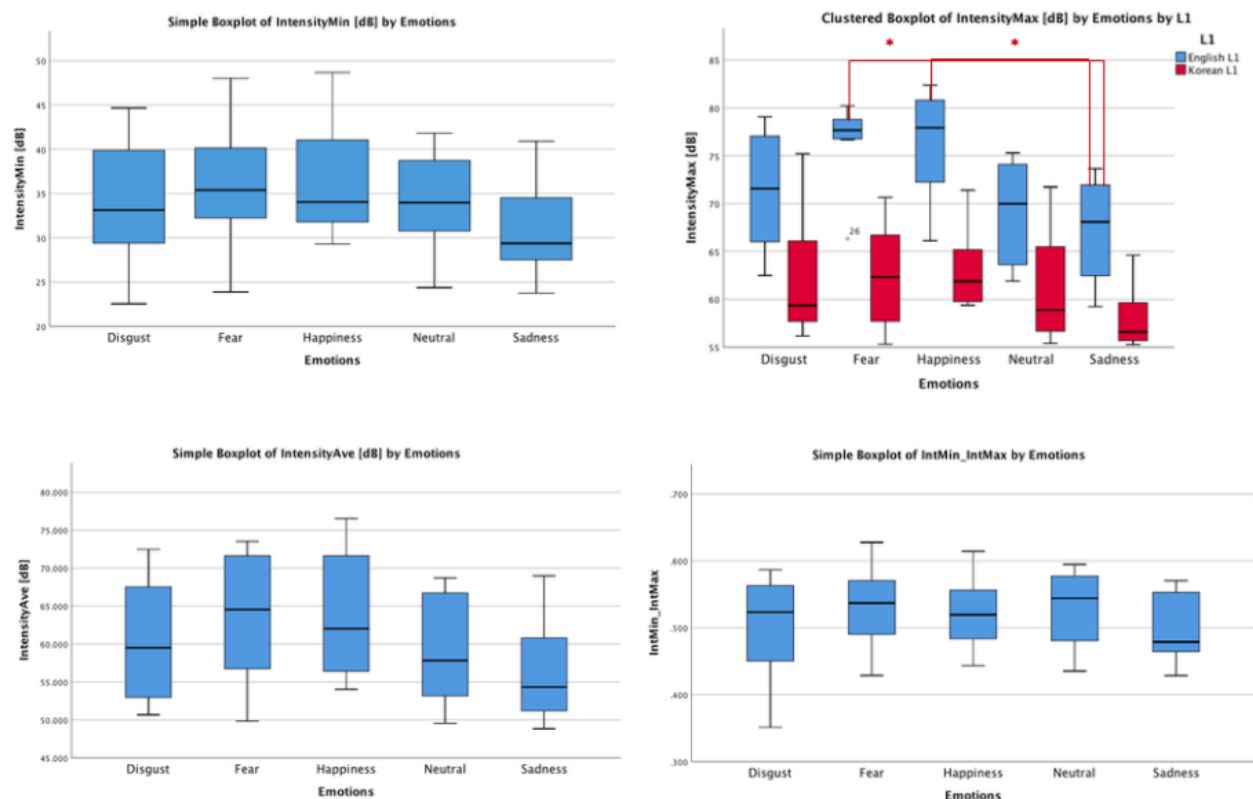 Simple Boxplot of IntensityMin [dB] by Emotions
IntensityMin [dB]
50
45
40
35
30
25
20
Disgust Fear Happiness Neutral Sadness
Emotions
Clustered Boxplot of IntensityMax [dB] by Emotions by L1
* *
L1
English L1
Korean L1
IntensityMax [dB]
85
80
75
70
65
60
55
26
Disgust Fear Happiness Neutral Sadness
Emotions
Simple Boxplot of IntensityAve [dB] by Emotions
IntensityAve [dB]
80.000
75.000
70.000
65.000
60.000
55.000
50.000
45.000
Disgust Fear Happiness Neutral Sadness
Emotions
Simple Boxplot of IntMin_IntMax by Emotions
IntMin_IntMax
.700
.600
.500
.400
.300
Disgust Fear Happiness Neutral Sadness
Emotions